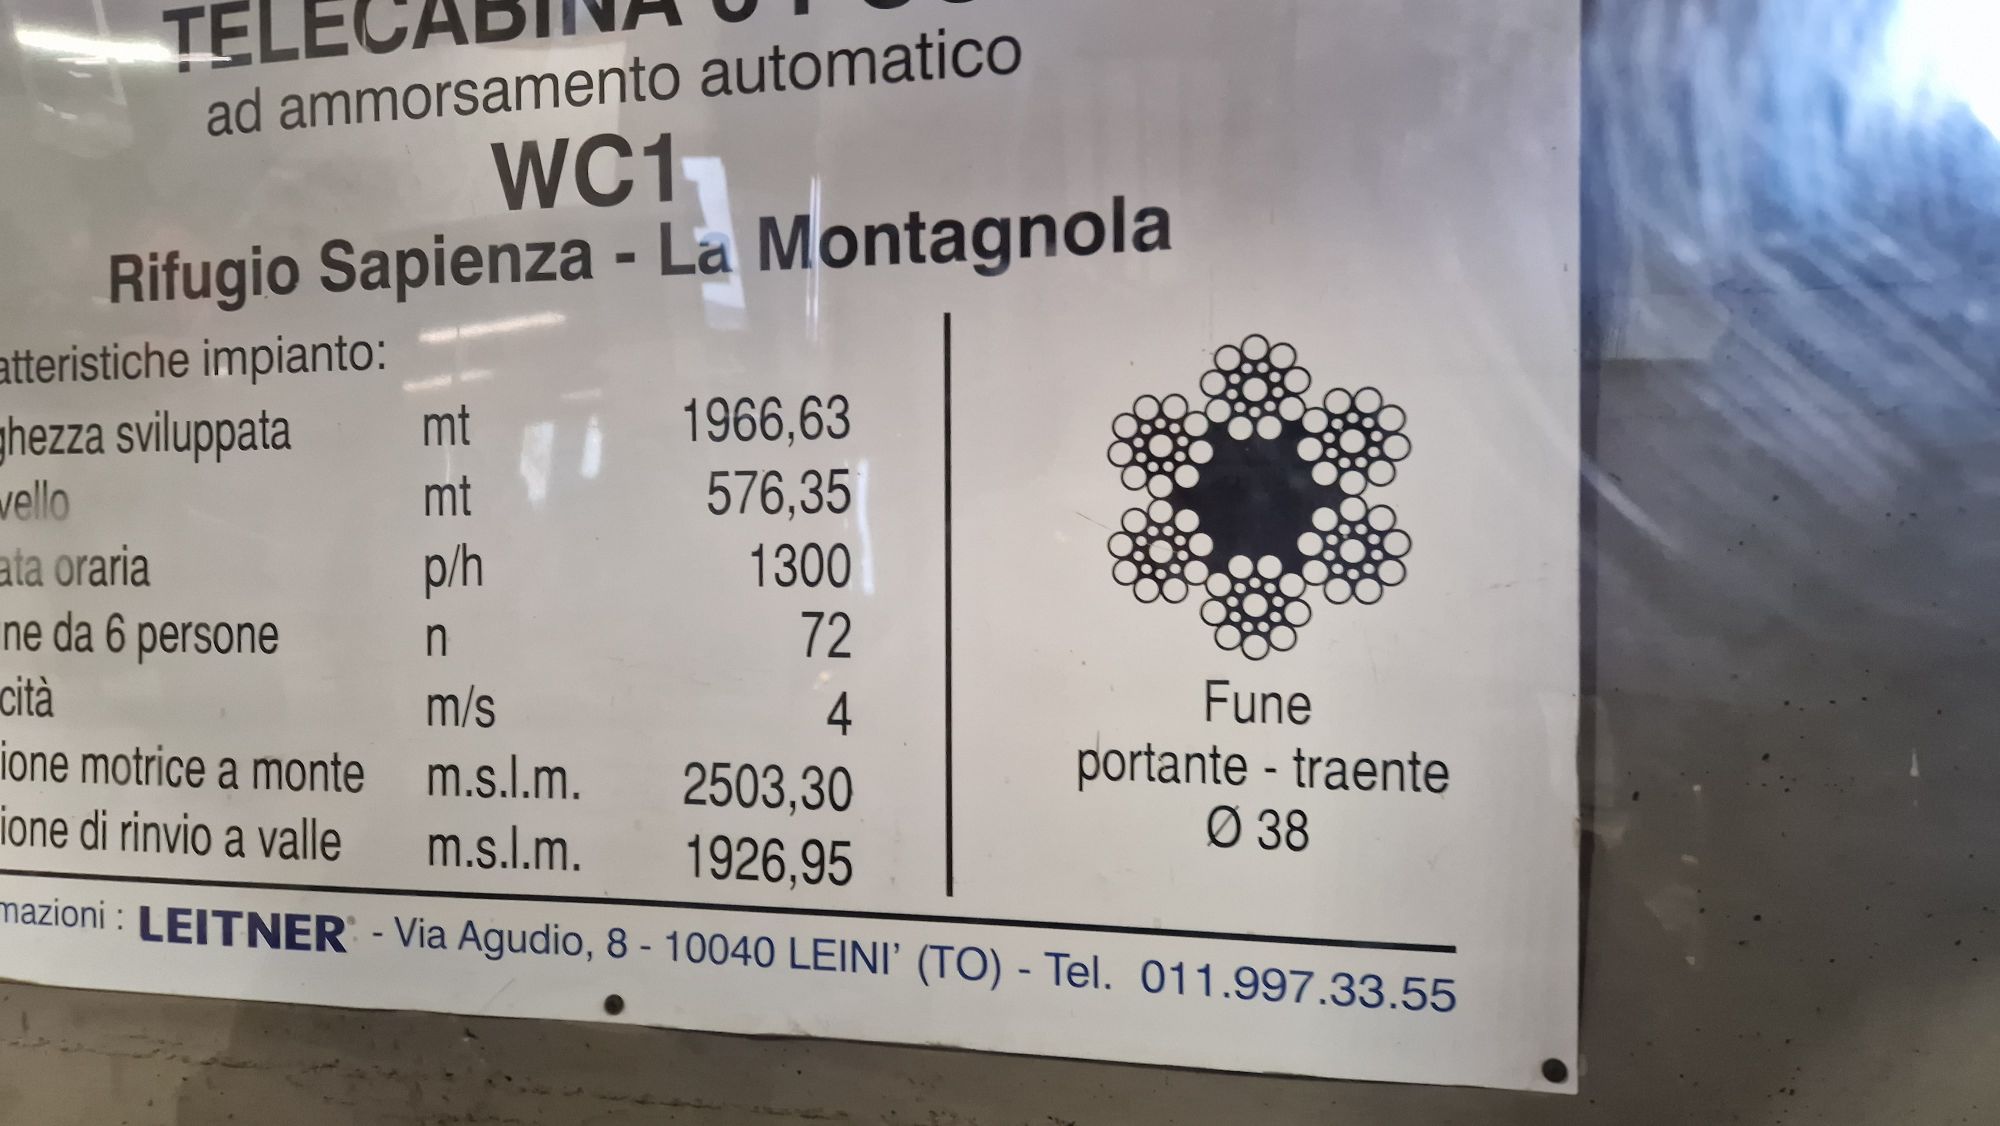 TELECABINA 6 POS
ad ammorsamento automatico
WC1
Rifugio Sapienza - La Montagnola
atteristiche impianto:
ghezza sviluppata mt 1966,63
vello mt 576,35
ata oraria p/h 1300
ne da 6 persone n 72
cità m/s 4
ione motrice a monte m.s.l.m. 2503,30
ione di rinvio a valle m.s.l.m. 1926,95
Fune
portante - traente
Ø 38
mazioni : LEITNER® - Via Agudio, 8 - 10040 LEINI’ (TO) - Tel. 011.997.33.55